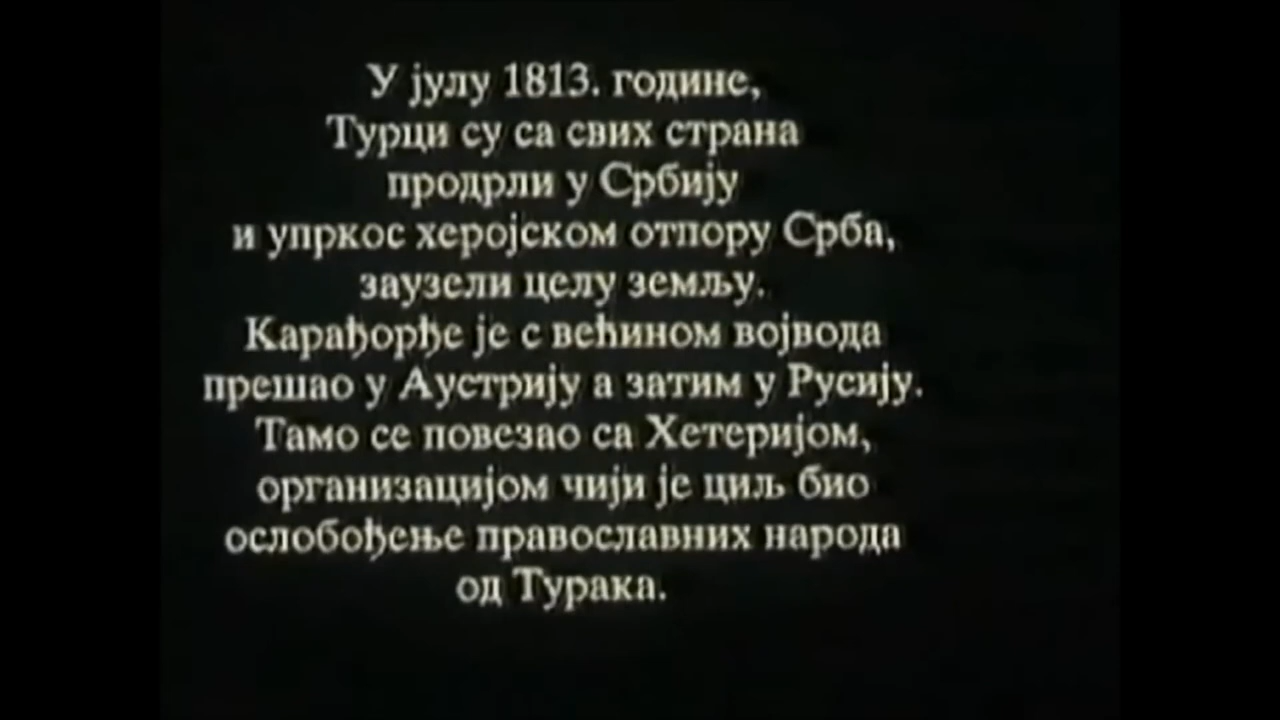 У јулу 1813. године,
Турци су са свих страна
продрли у Србију
и упркос херојском отпору Срба,
заузели целу земљу.
Карађорђе је с већином војвода
прешао у Аустрију а затим у Русију.
Тамо се повезао са Хетеријом,
организацијом чији је циљ био
ослобођење православних народа
од Турака.